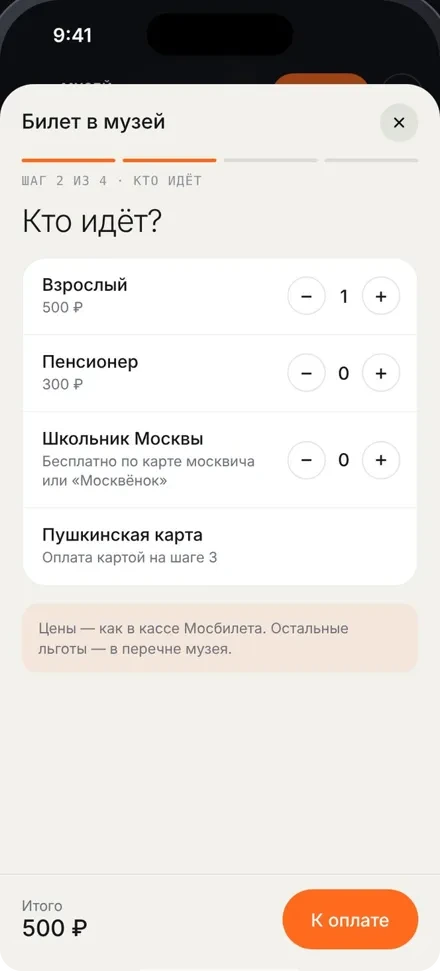 9:41
Билет в музей
ШАГ 2 ИЗ 4 · КТО ИДЁТ
Кто идёт?
Взрослый
500 ₽
− 1 +
Пенсионер
300 ₽
− 0 +
Школьник Москвы
Бесплатно по карте москвича
или «Москвёнок»
− 0 +
Пушкинская карта
Оплата картой на шаге 3
Цены — как в кассе Мосбилета. Остальные
льготы — в перечне музея.
Итого
500 ₽
К оплате